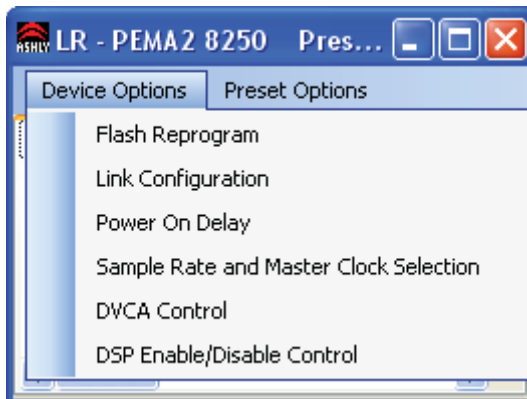 ASHLY LR - PEMA2 8250 Pres...
Device Options Preset Options
Flash Reprogram
Link Configuration
Power On Delay
Sample Rate and Master Clock Selection
DVCA Control
DSP Enable/Disable Control